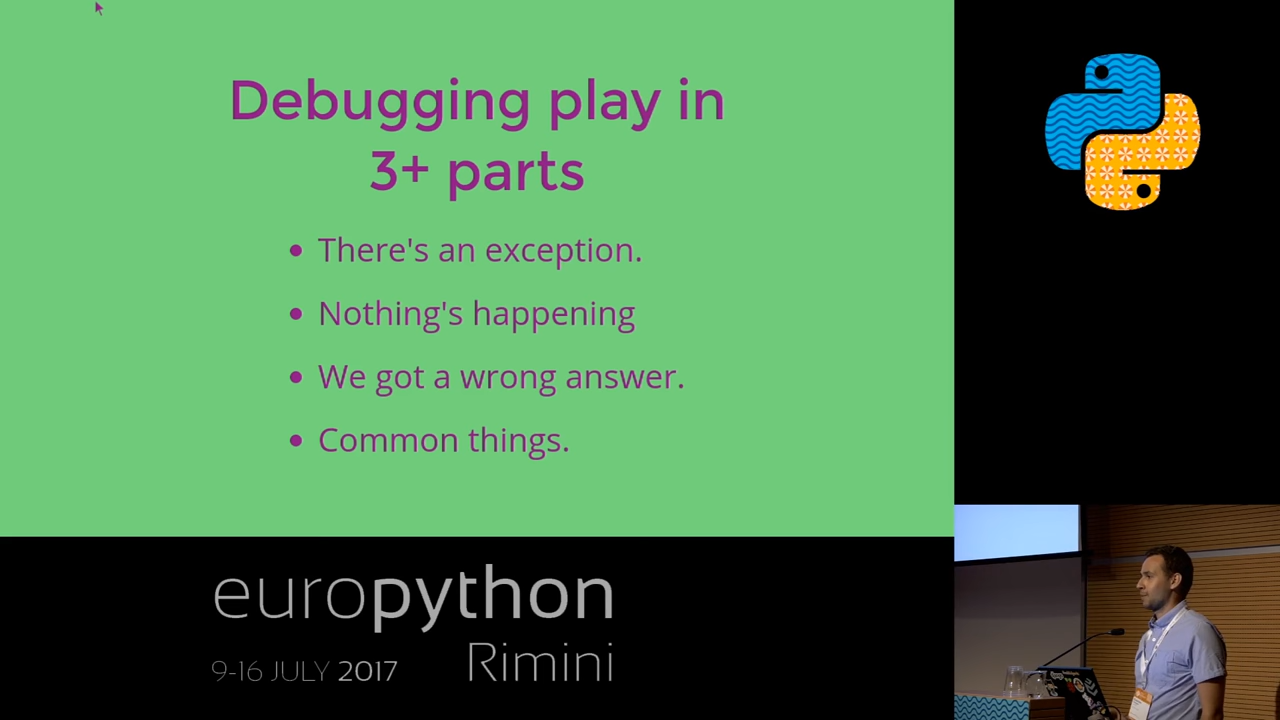 Debugging play in
3+ parts
There's an exception.
Nothing's happening
We got a wrong answer.
Common things.
europython
9-16 JULY 2017
Rimini